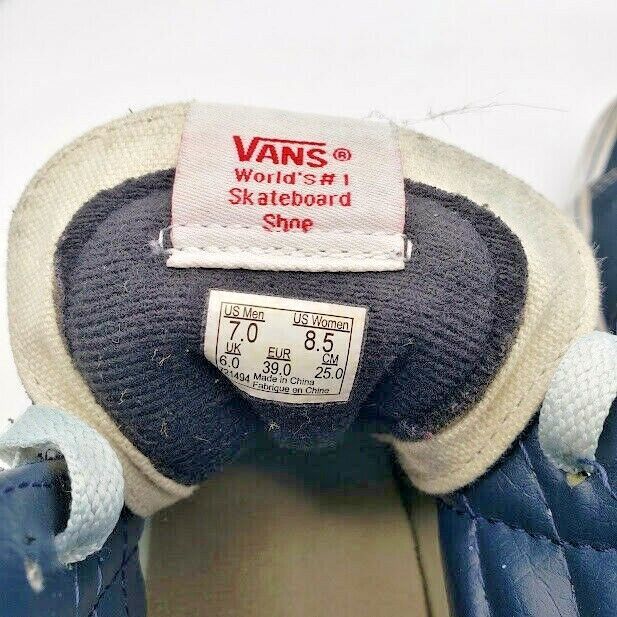 VANS®
World's #1
Skateboard
Shoe
US Men US Women
7.0 8.5
UK EUR CM
6.0 39.0 25.0
Made in China
Fabriqué en Chine